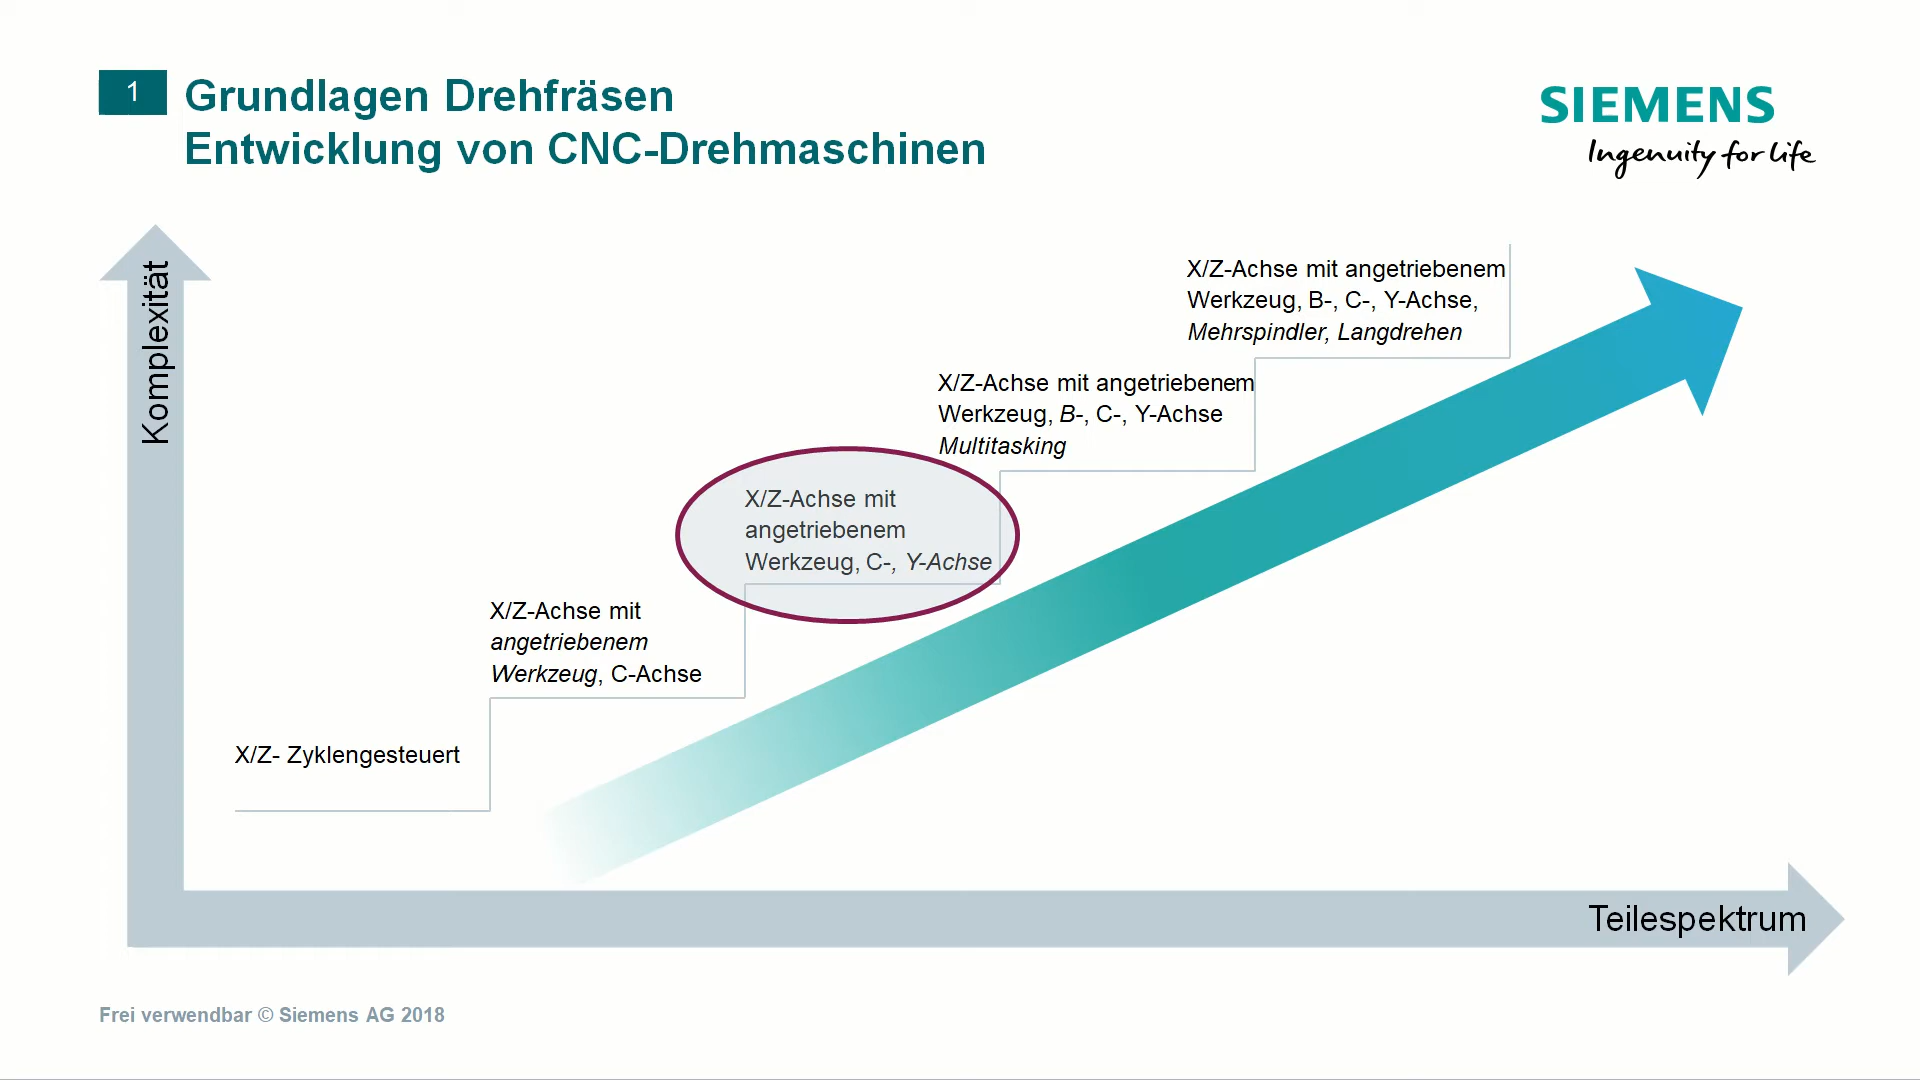 1
Grundlagen Drehfräsen
Entwicklung von CNC-Drehmaschinen
SIEMENS
Ingenuity for life
Komplexität
X/Z-Achse mit angetriebenem
Werkzeug, B-, C-, Y-Achse,
Mehrspindler, Langdrehen
X/Z-Achse mit angetriebenem
Werkzeug, B-, C-, Y-Achse
Multitasking
X/Z-Achse mit
angetriebenem
Werkzeug, C-, Y-Achse
X/Z-Achse mit
angetriebenem
Werkzeug, C-Achse
X/Z- Zyklengesteuert
Teilespektrum
Frei verwendbar © Siemens AG 2018